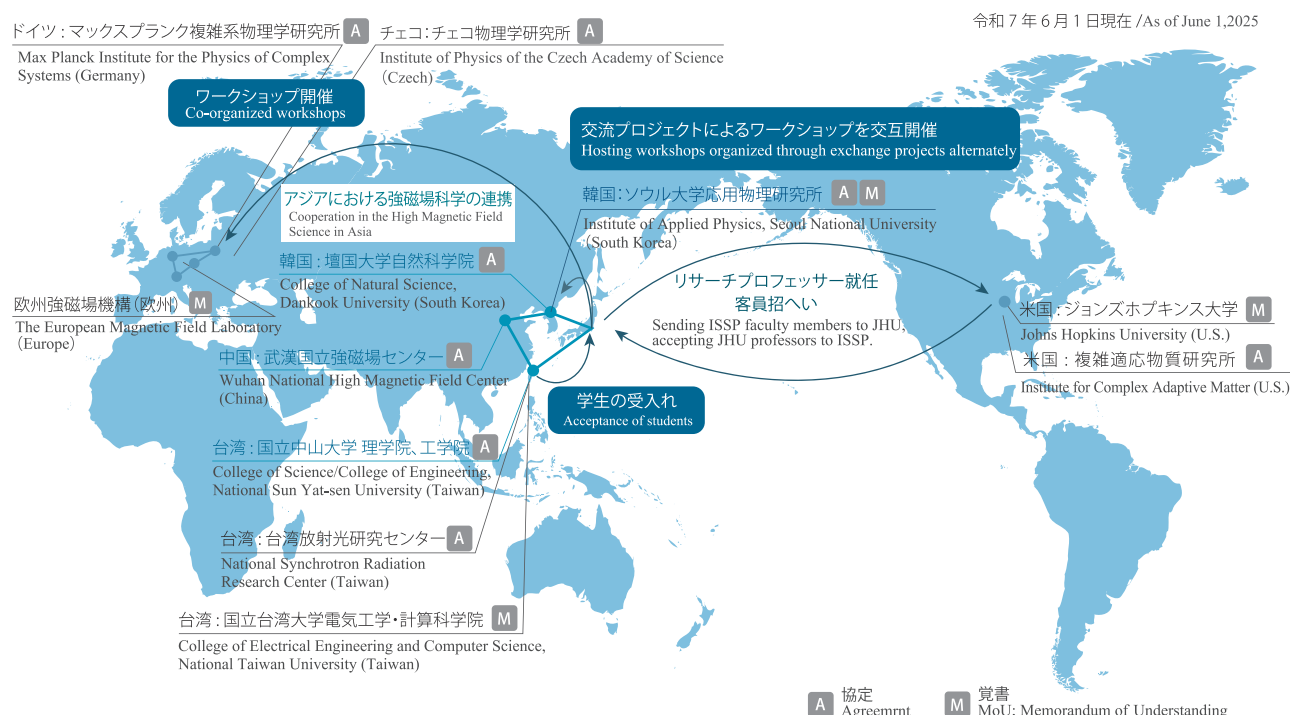 令和７年６月１日現在 /As of June 1,2025
ドイツ：マックスプランク複雑系物理学研究所 A
Max Planck Institute for the Physics of Complex
Systems (Germany)
チェコ：チェコ物理学研究所 A
Institute of Physics of the Czech Academy of Science
(Czech)
ワークショップ開催
Co-organized workshops
交流プロジェクトによるワークショップを交互開催
Hosting workshops organized through exchange projects alternately
アジアにおける強磁場科学の連携
Cooperation in the High Magnetic Field
Science in Asia
韓国：ソウル大学応用物理研究所 A M
Institute of Applied Physics, Seoul National University
（South Korea）
韓国：壇国大学自然科学院 A
College of Natural Science,
Dankook University (South Korea)
欧州強磁場機構（欧州） M
The European Magnetic Field Laboratory
（Europe）
リサーチプロフェッサー就任
客員招へい
Sending ISSP faculty members to JHU,
accepting JHU professors to ISSP.
米国：ジョンズホプキンス大学 M
Johns Hopkins University (U.S.)
米国：複雑適応物質研究所 A
Institute for Complex Adaptive Matter (U.S.)
中国：武漢国立強磁場センター A
Wuhan National High Magnetic Field Center
(China)
学生の受入れ
Acceptance of students
台湾：国立中山大学 理学院、工学院 A
College of Science/College of Engineering,
National Sun Yat-sen University (Taiwan)
台湾：台湾放射光研究センター A
National Synchrotron Radiation
Research Center (Taiwan)
台湾：国立台湾大学電気工学・計算科学院 M
College of Electrical Engineering and Computer Science,
National Taiwan University (Taiwan)
A 協定
Agreemrnt
M 覚書
MoU: Memorandum of Understanding